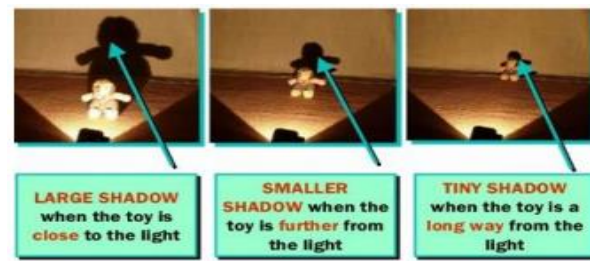 LARGE SHADOW
when the toy is
close to the light
SMALLER
SHADOW when the
toy is further from
the light
TINY SHADOW
when the toy is a
long way from the
light